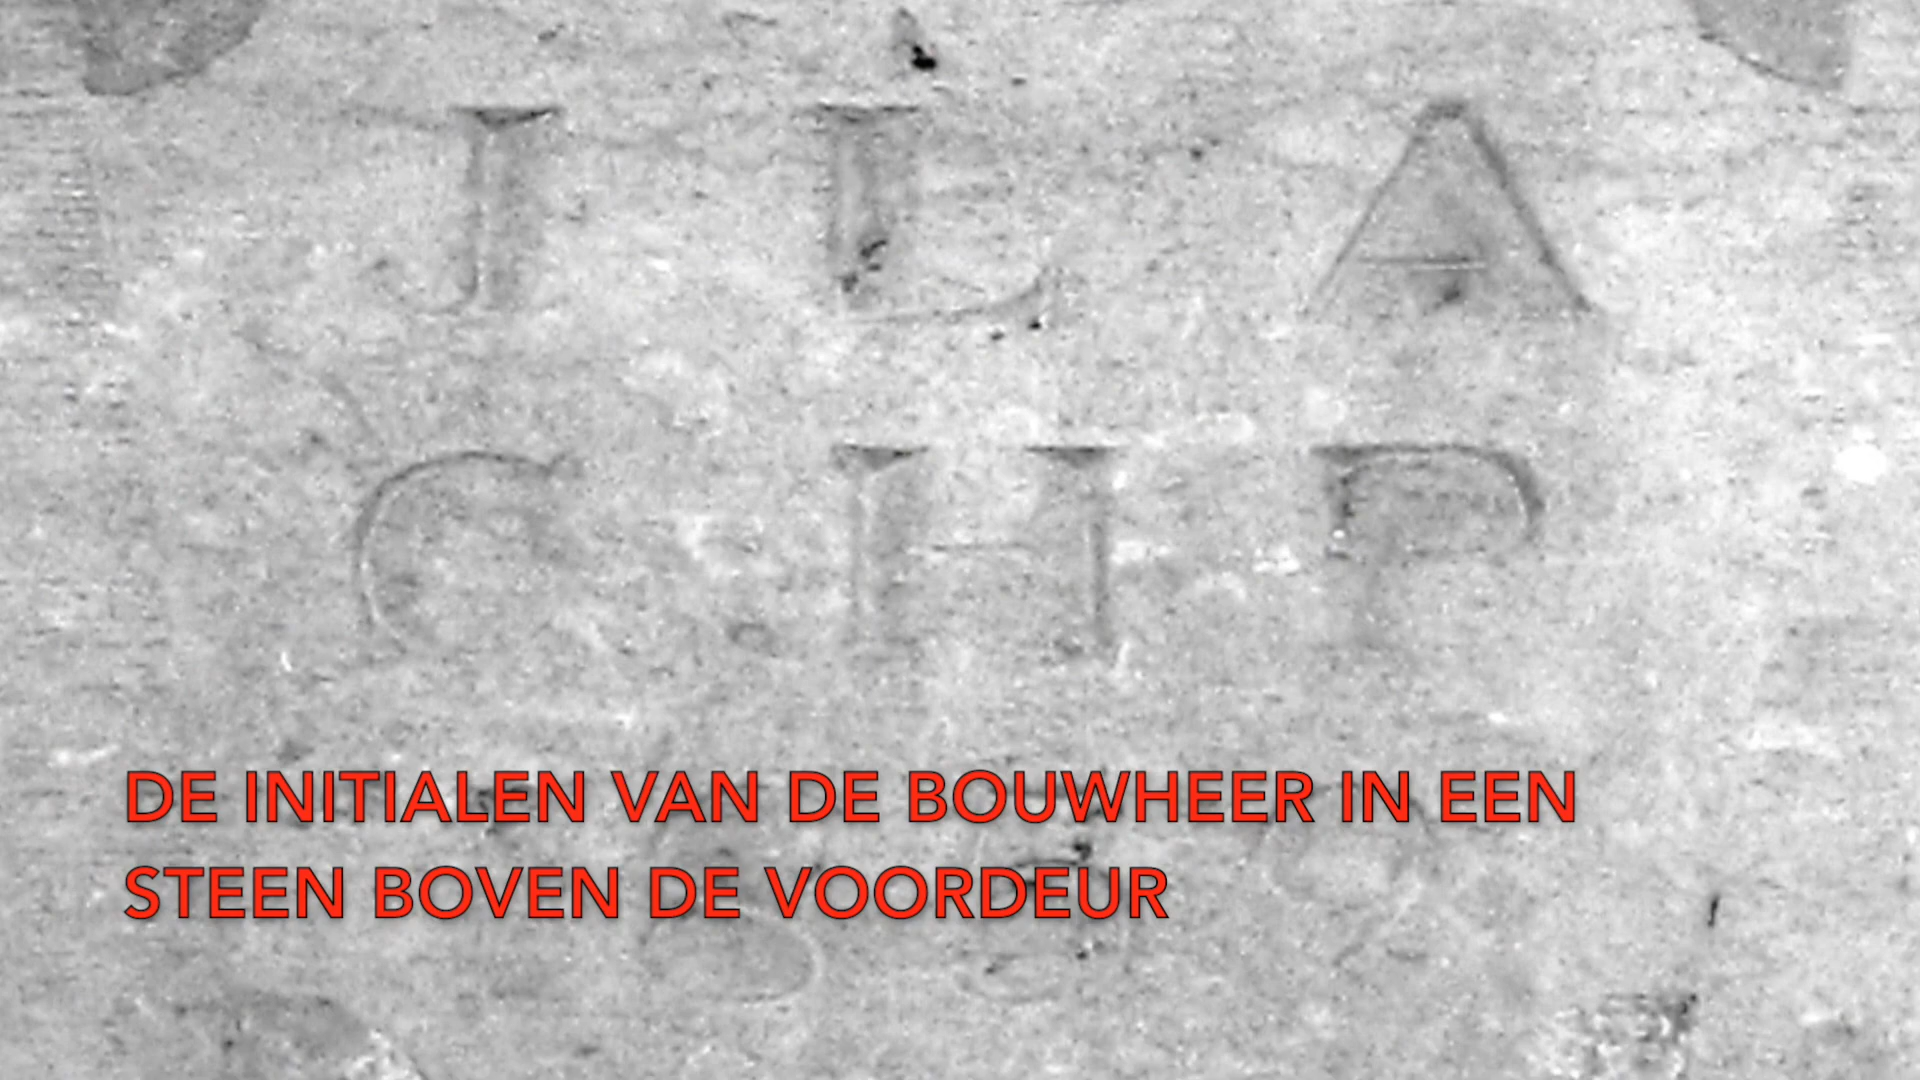 J L A
C H P
DE INITIALEN VAN DE BOUWHEER IN EEN
STEEN BOVEN DE VOORDEUR